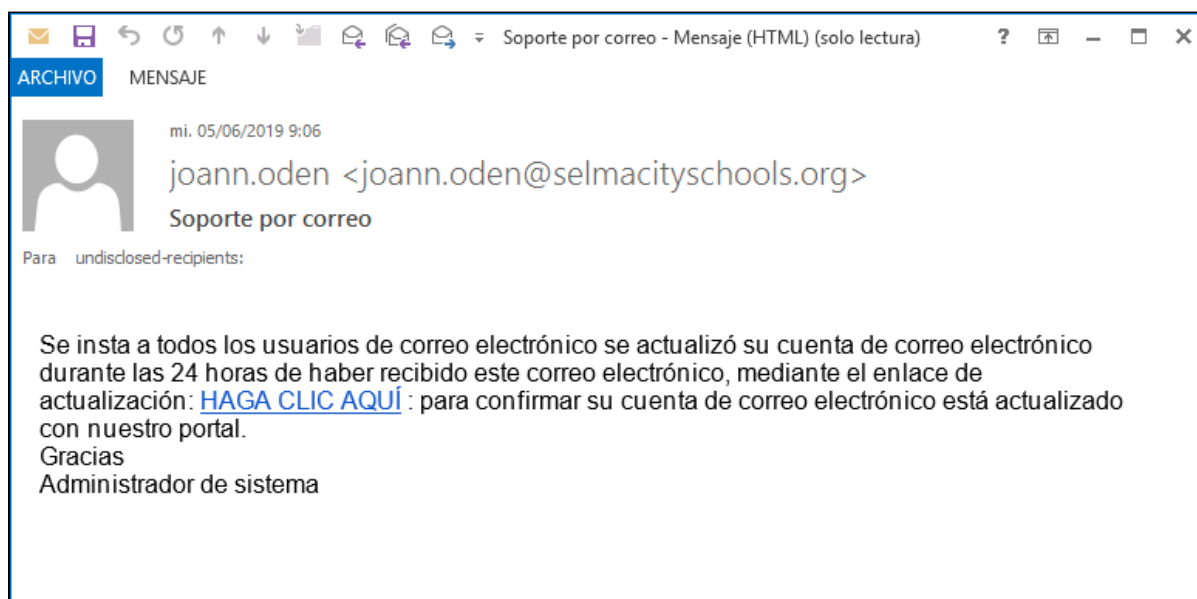 Soporte por correo - Mensaje (HTML) (solo lectura)
ARCHIVO MENSAJE
mi. 05/06/2019 9:06
joann.oden <joann.oden@selmacityschools.org>
Soporte por correo
Para undisclosed-recipients:
Se insta a todos los usuarios de correo electrónico se actualizó su cuenta de correo electrónico
durante las 24 horas de haber recibido este correo electrónico, mediante el enlace de
actualización: HAGA CLIC AQUÍ : para confirmar su cuenta de correo electrónico está actualizado
con nuestro portal.
Gracias
Administrador de sistema